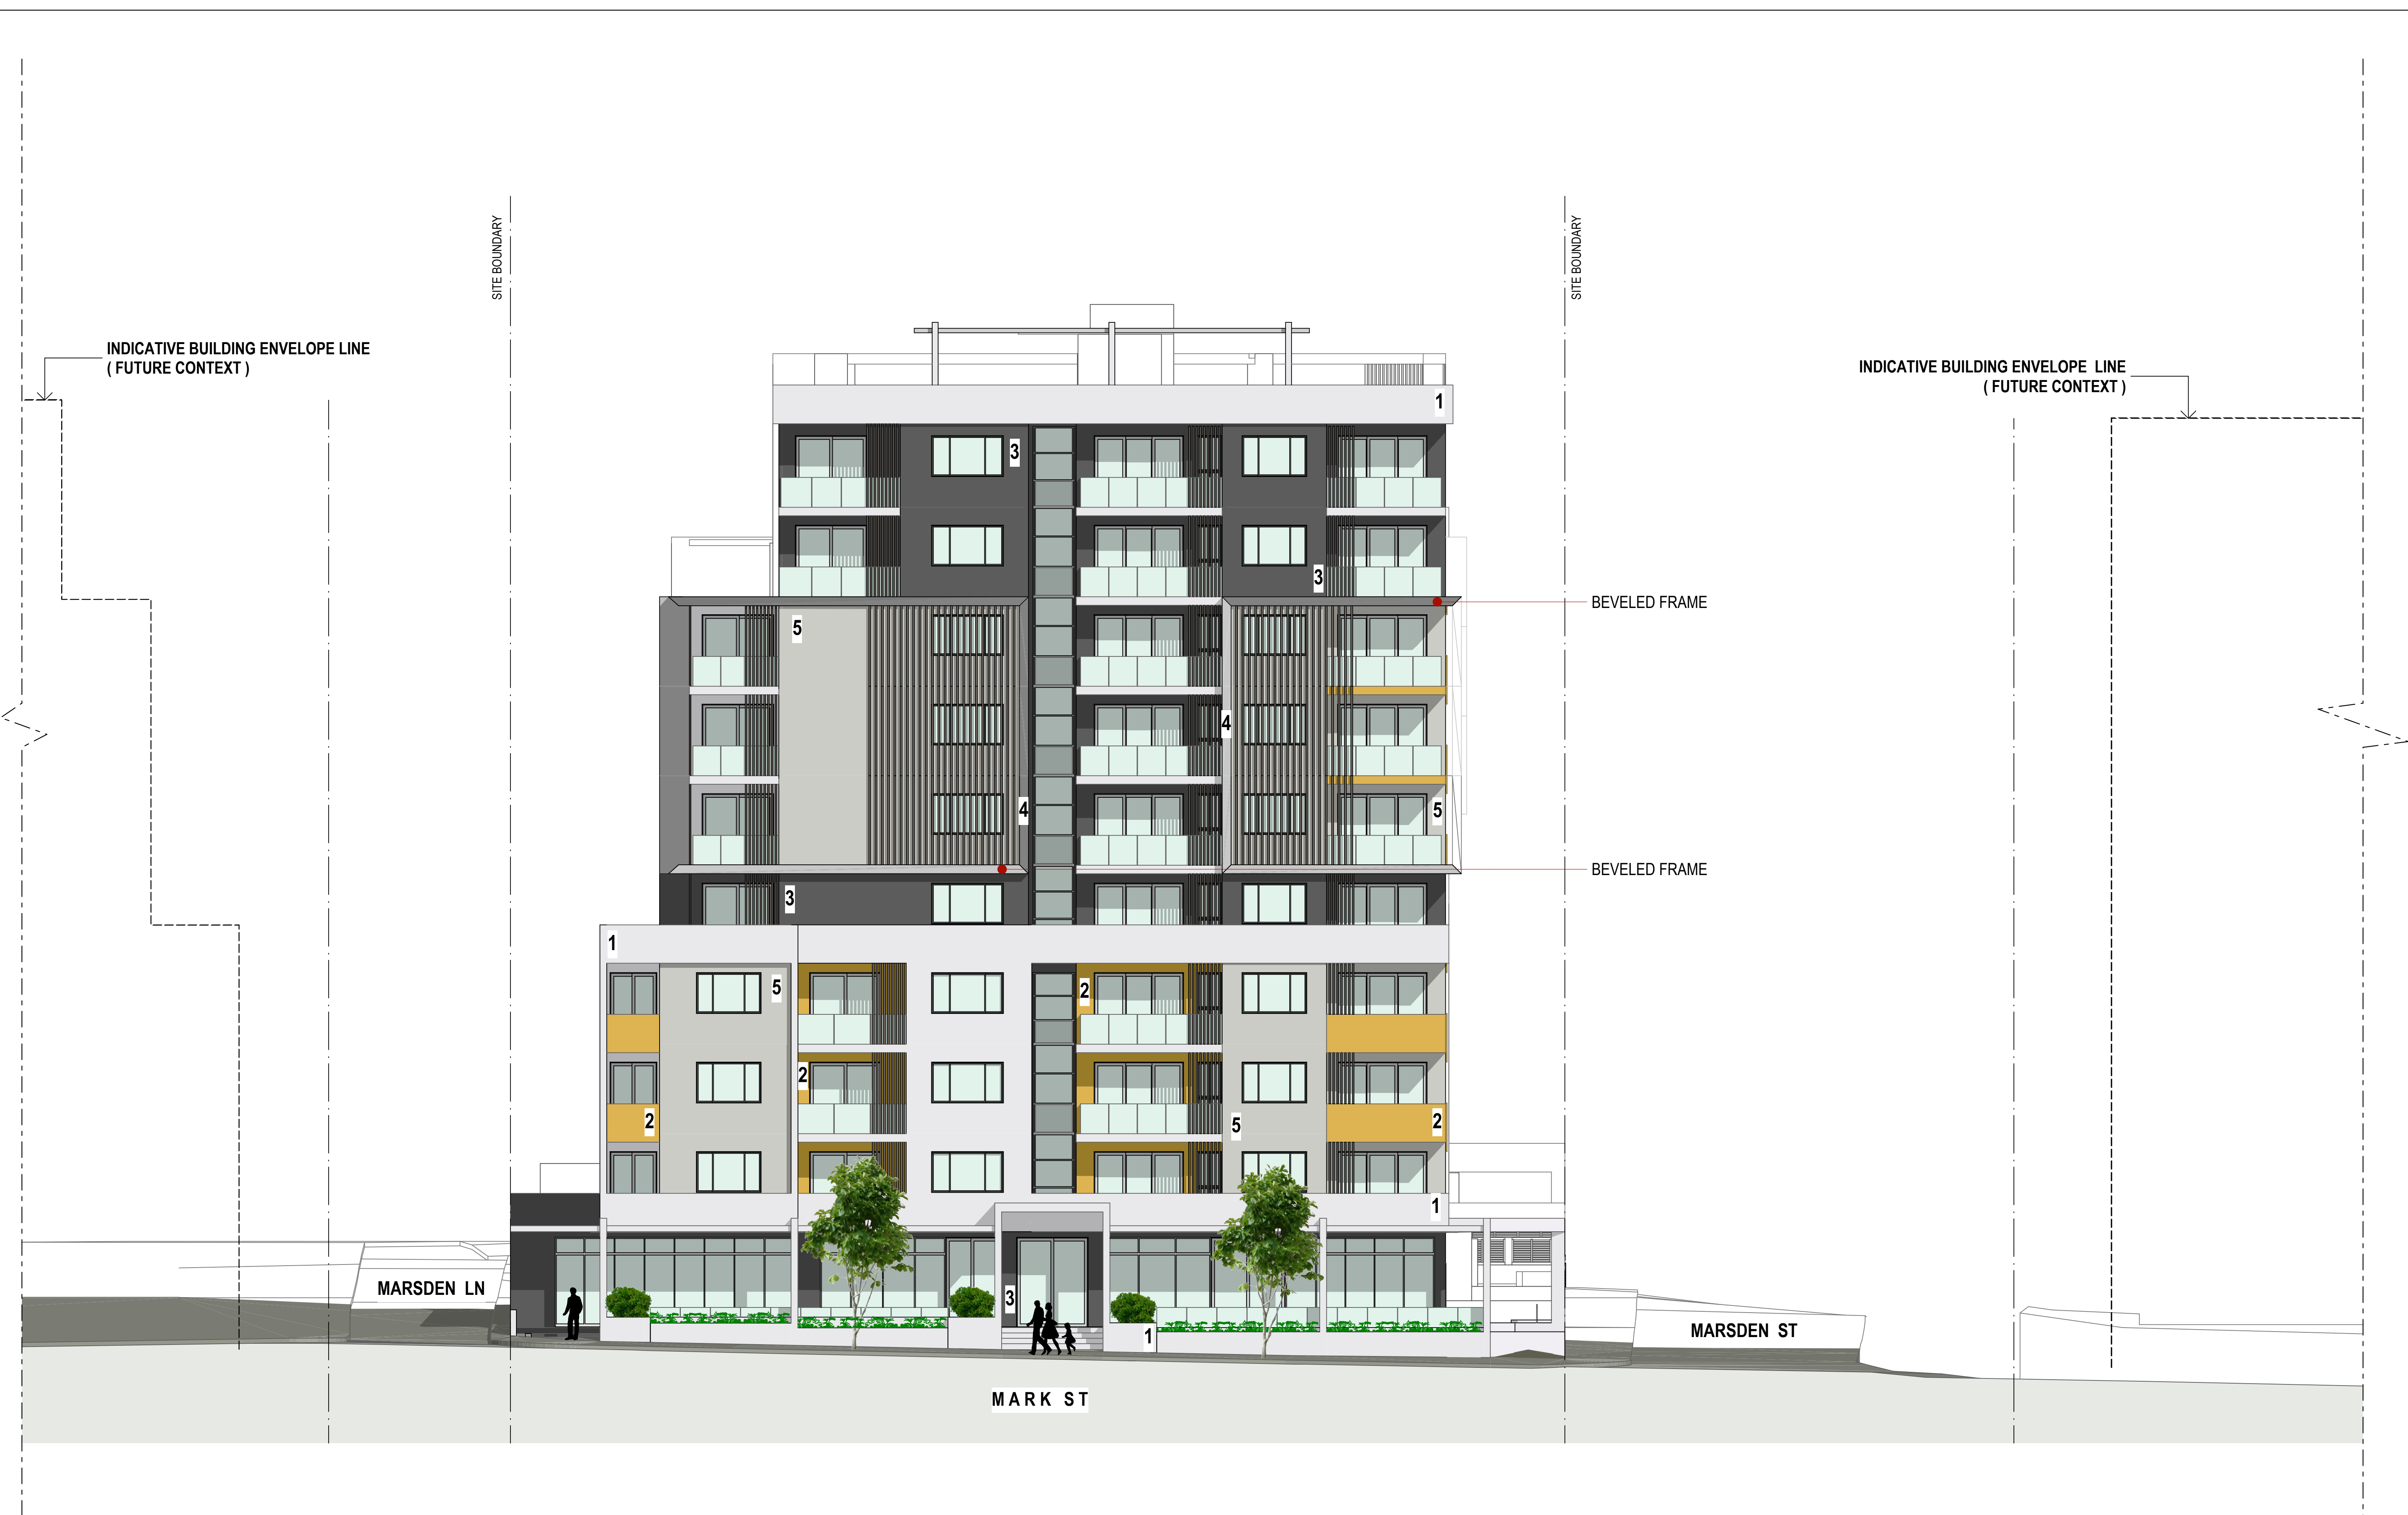 SITE BOUNDARY
SITE BOUNDARY
INDICATIVE BUILDING ENVELOPE LINE
( FUTURE CONTEXT )
INDICATIVE BUILDING ENVELOPE LINE
( FUTURE CONTEXT )
1
3
3
BEVELED FRAME
5
4
4
5
BEVELED FRAME
3
1
5
2
2
2
5
2
1
MARSDEN LN
3
1
MARSDEN ST
MARK ST